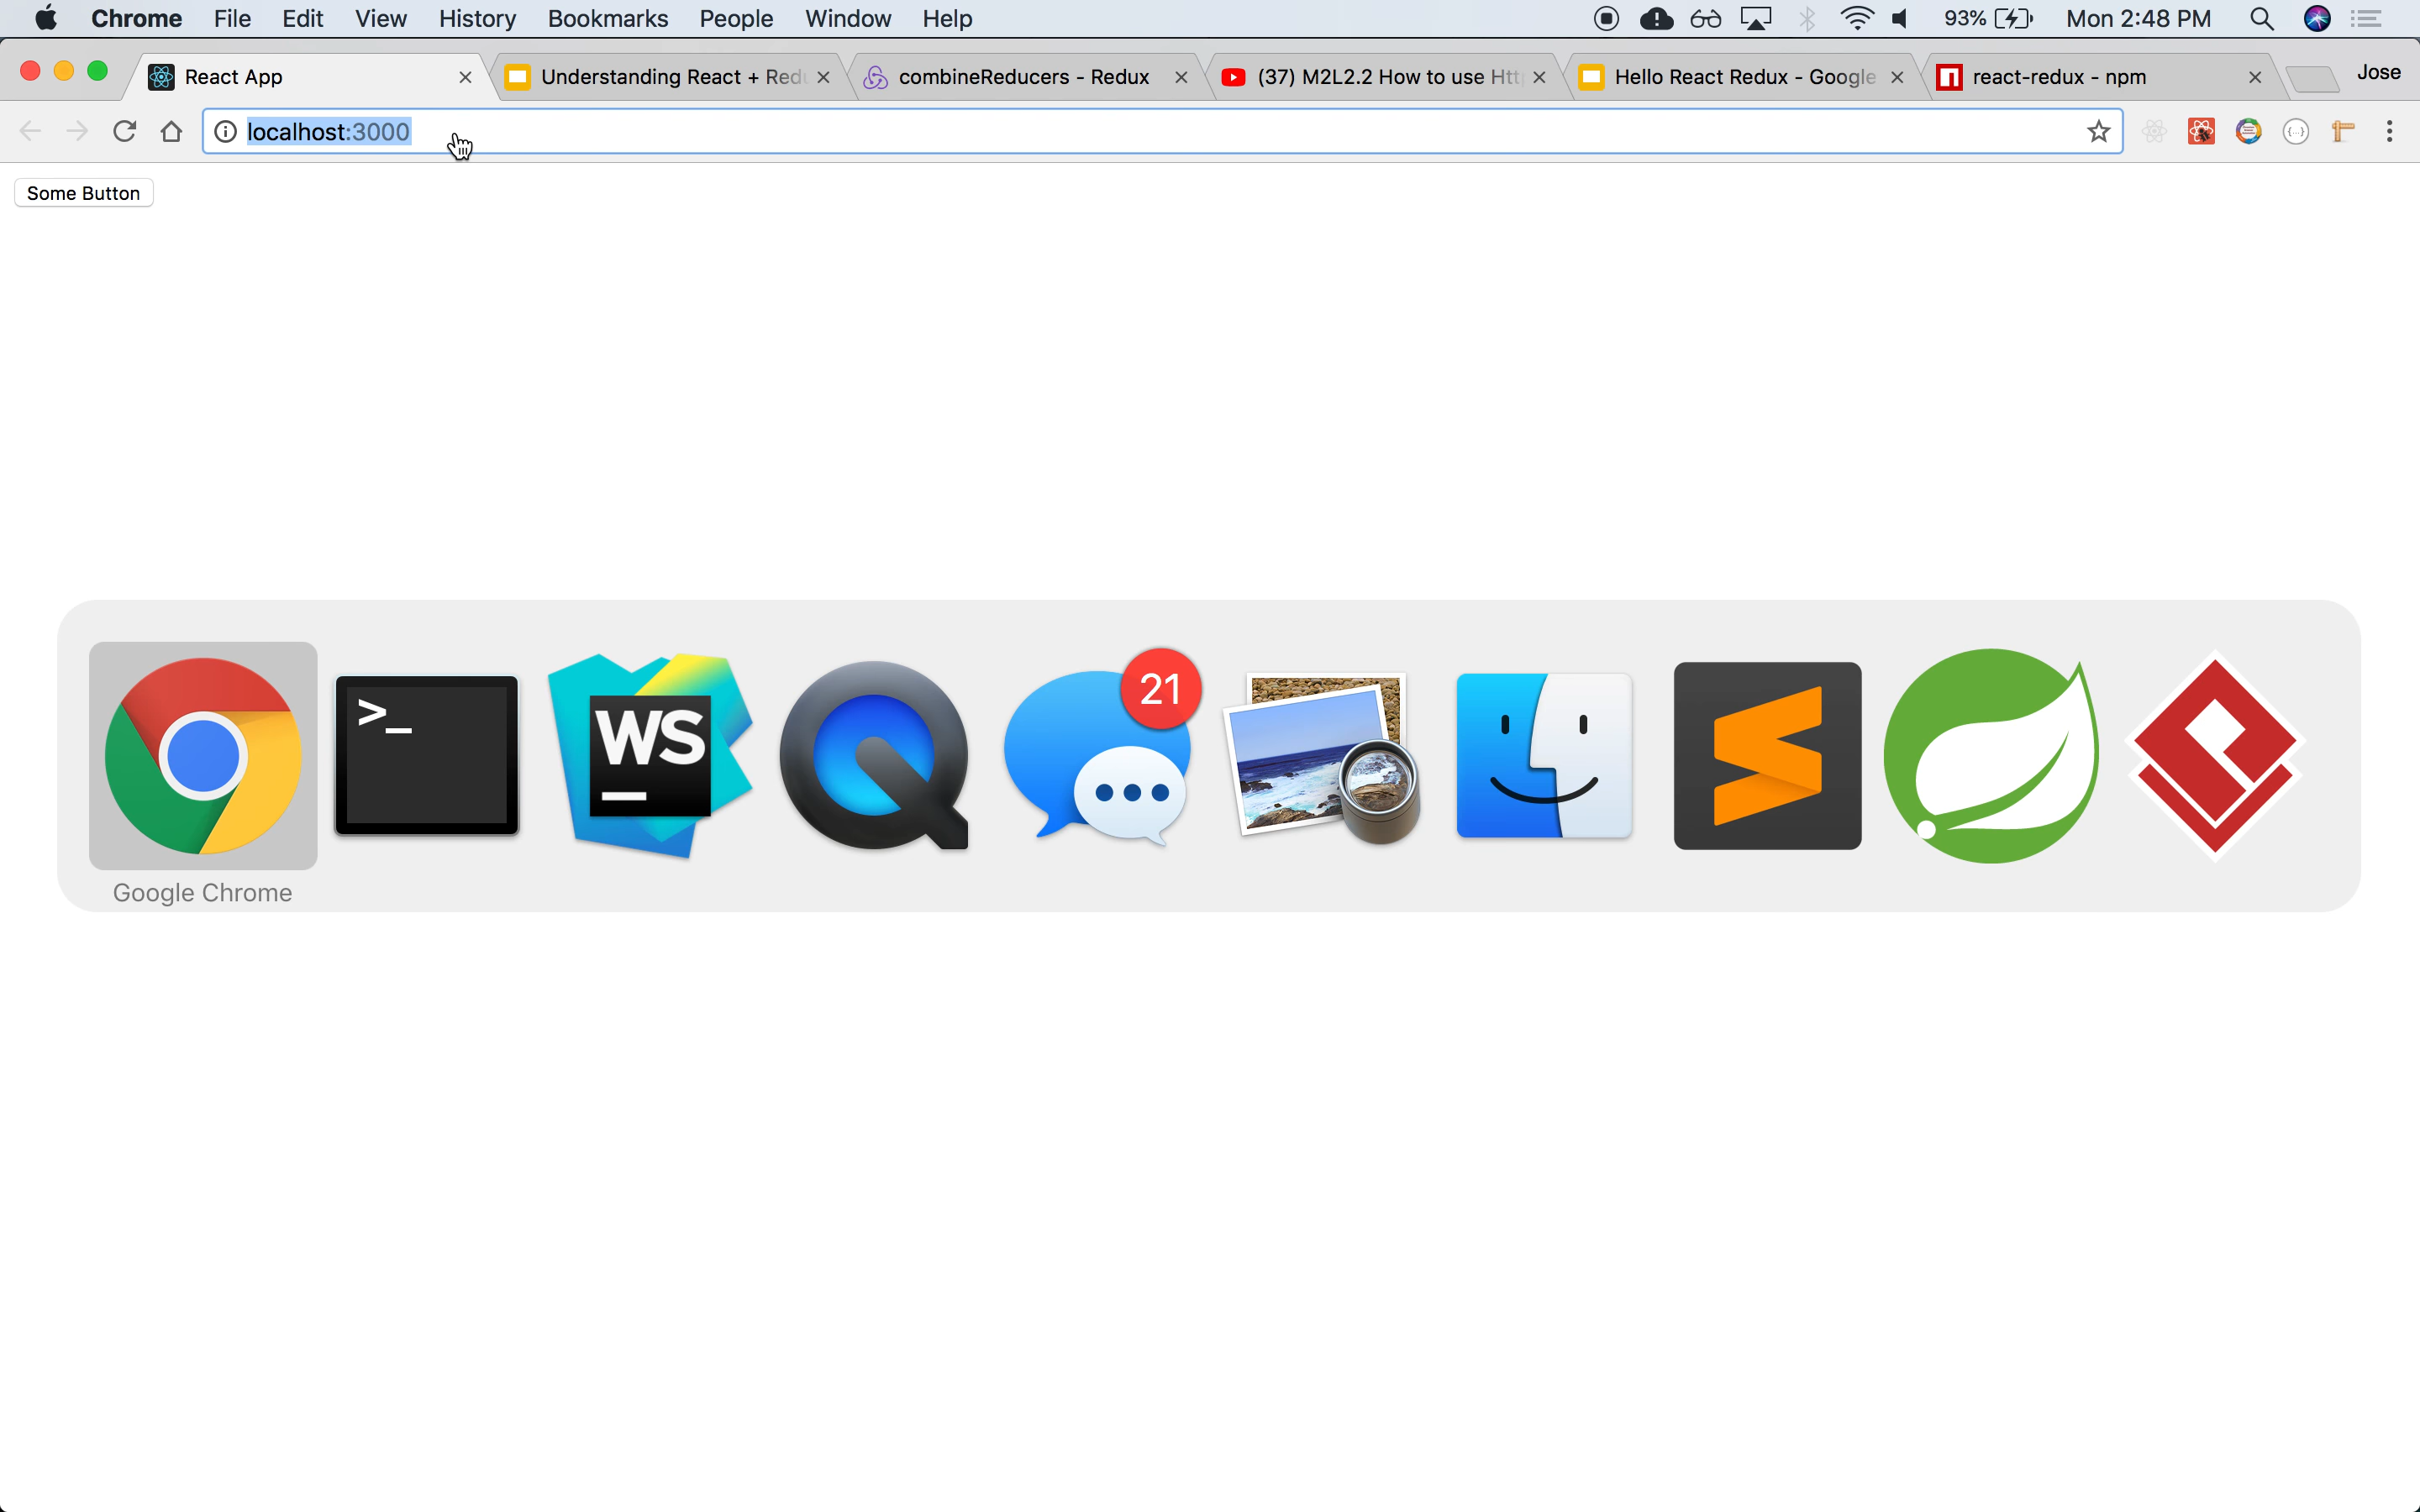 Chrome File Edit View History Bookmarks People Window Help 93% Mon 2:48 PM
React App Understanding React + Redu combineReducers - Redux (37) M2L2.2 How to use Htt Hello React Redux - Google react-redux - npm Jose
localhost:3000
Some Button
>_ WS 21
Google Chrome